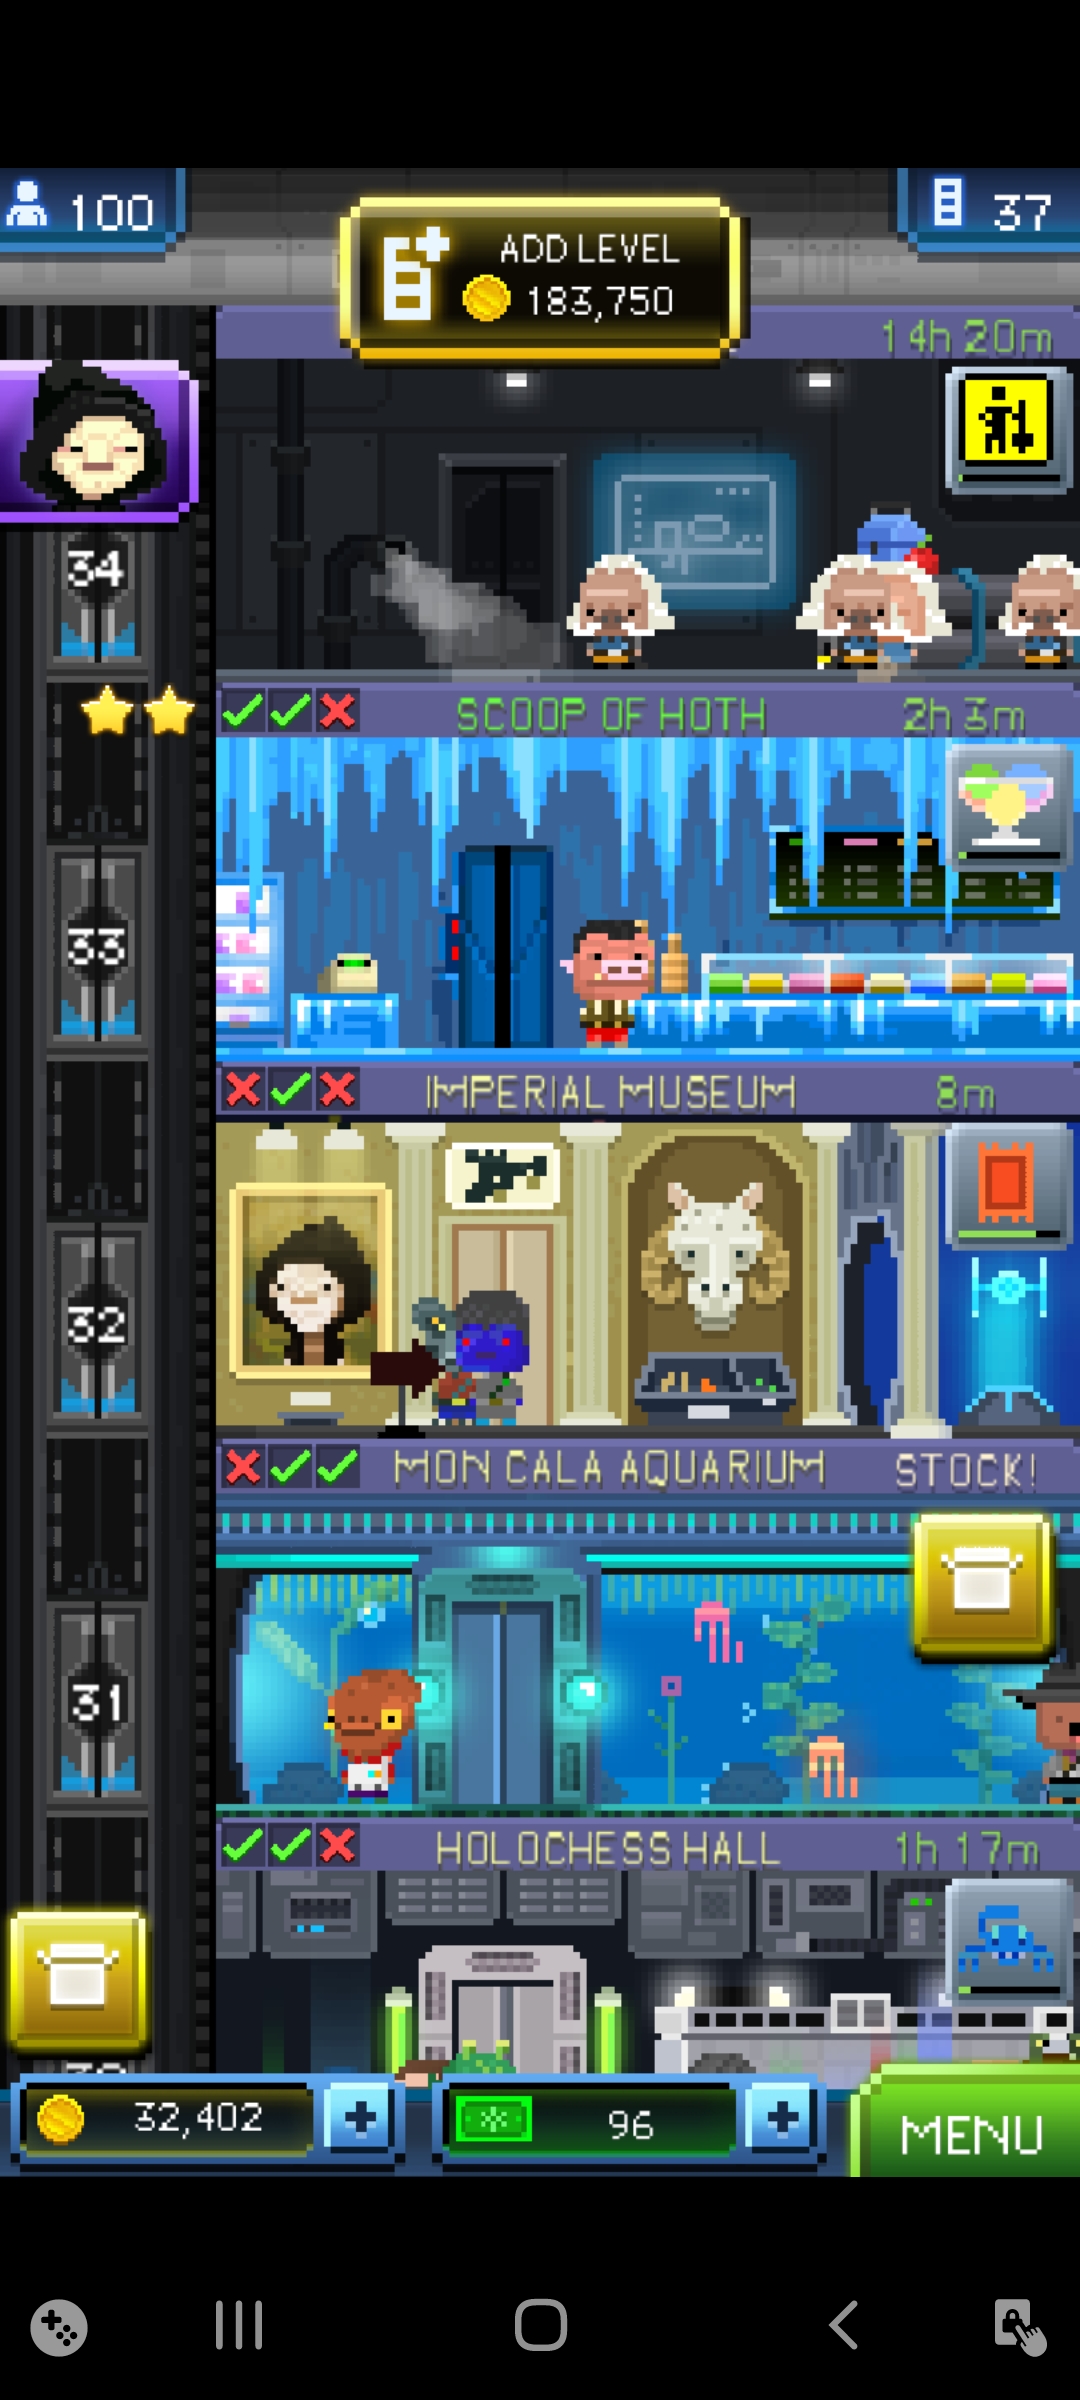 100
ADD LEVEL
183,750
37
14h 20m
34
SCOOP OF HOTH 2h 3m
33
IMPERIAL MUSEUM 8m
32
MON CALA AQUARIUM STOCK!
31
HOLOCHESS HALL 1h 17m
32,402
96
MENU